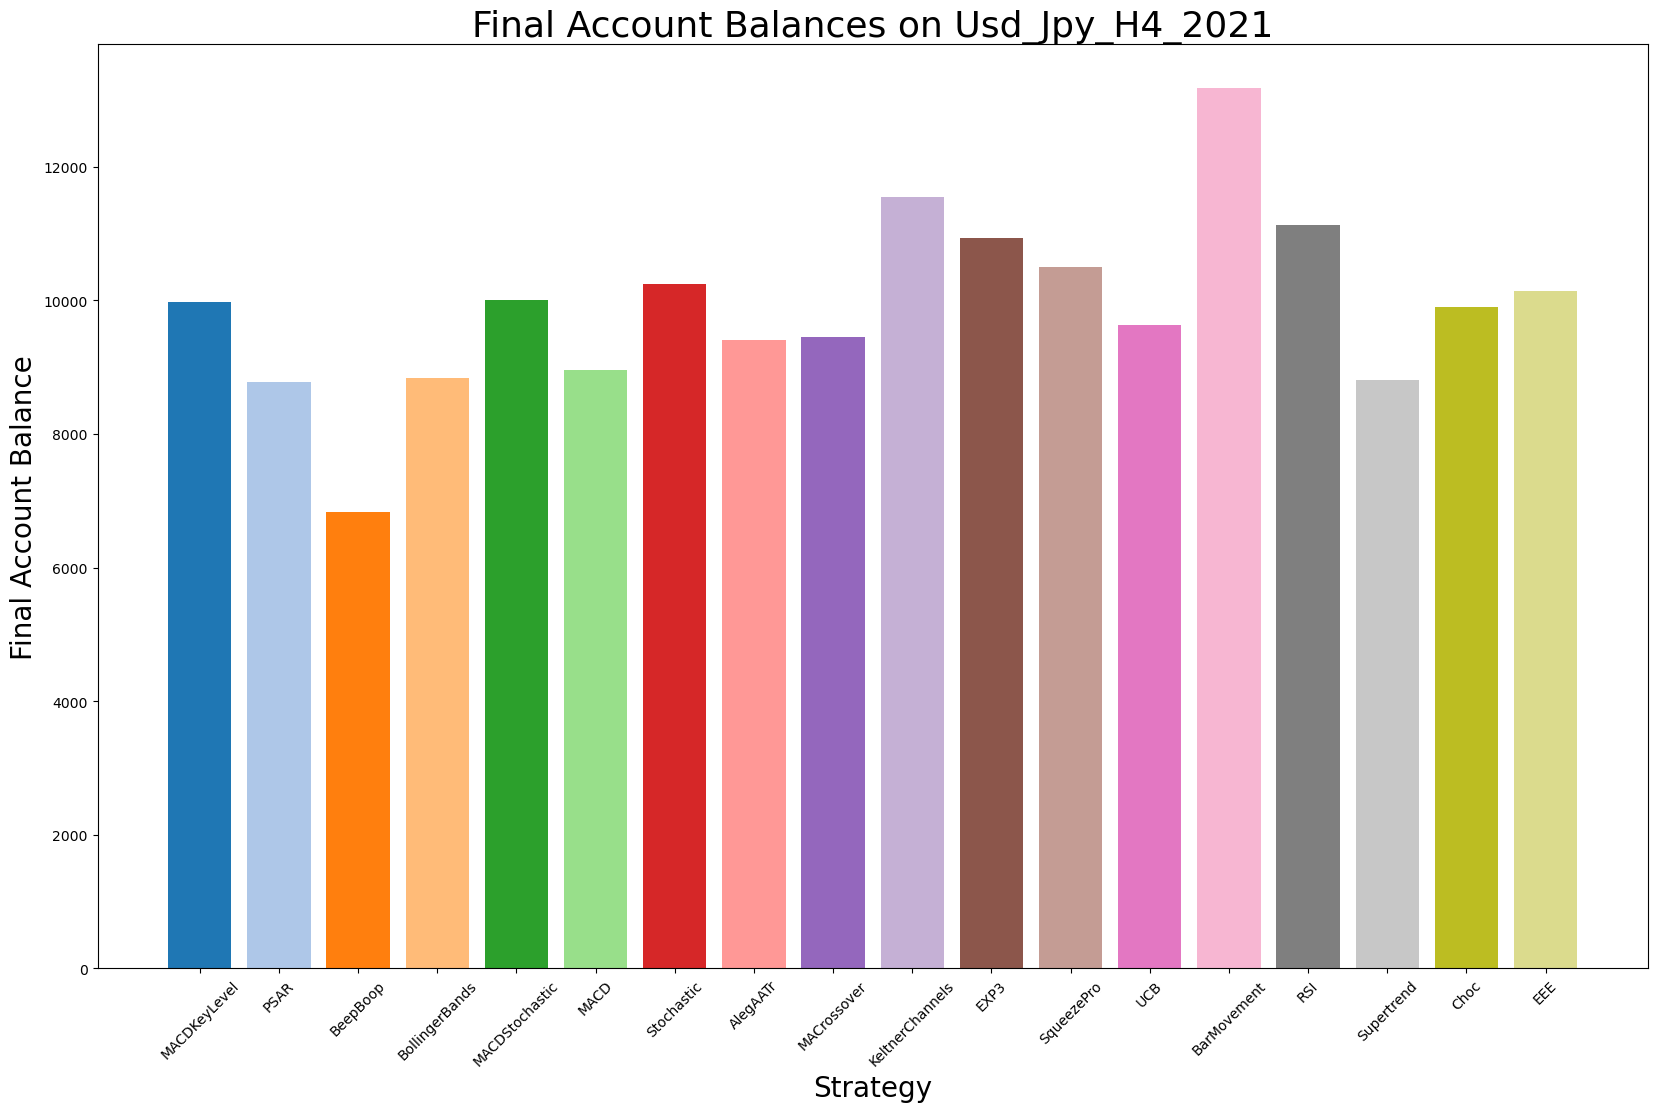 Final Account Balances on Usd_Jpy_H4_2021
Final Account Balance
12000
10000
8000
6000
4000
2000
0
MACDKeyLevel
PSAR
BeepBoop
BollingerBands
MACDStochastic
MACD
Stochastic
AlegAATr
MACrossover
KeltnerChannels
EXP3
SqueezePro
UCB
BarMovement
RSI
Supertrend
Choc
EEE
Strategy